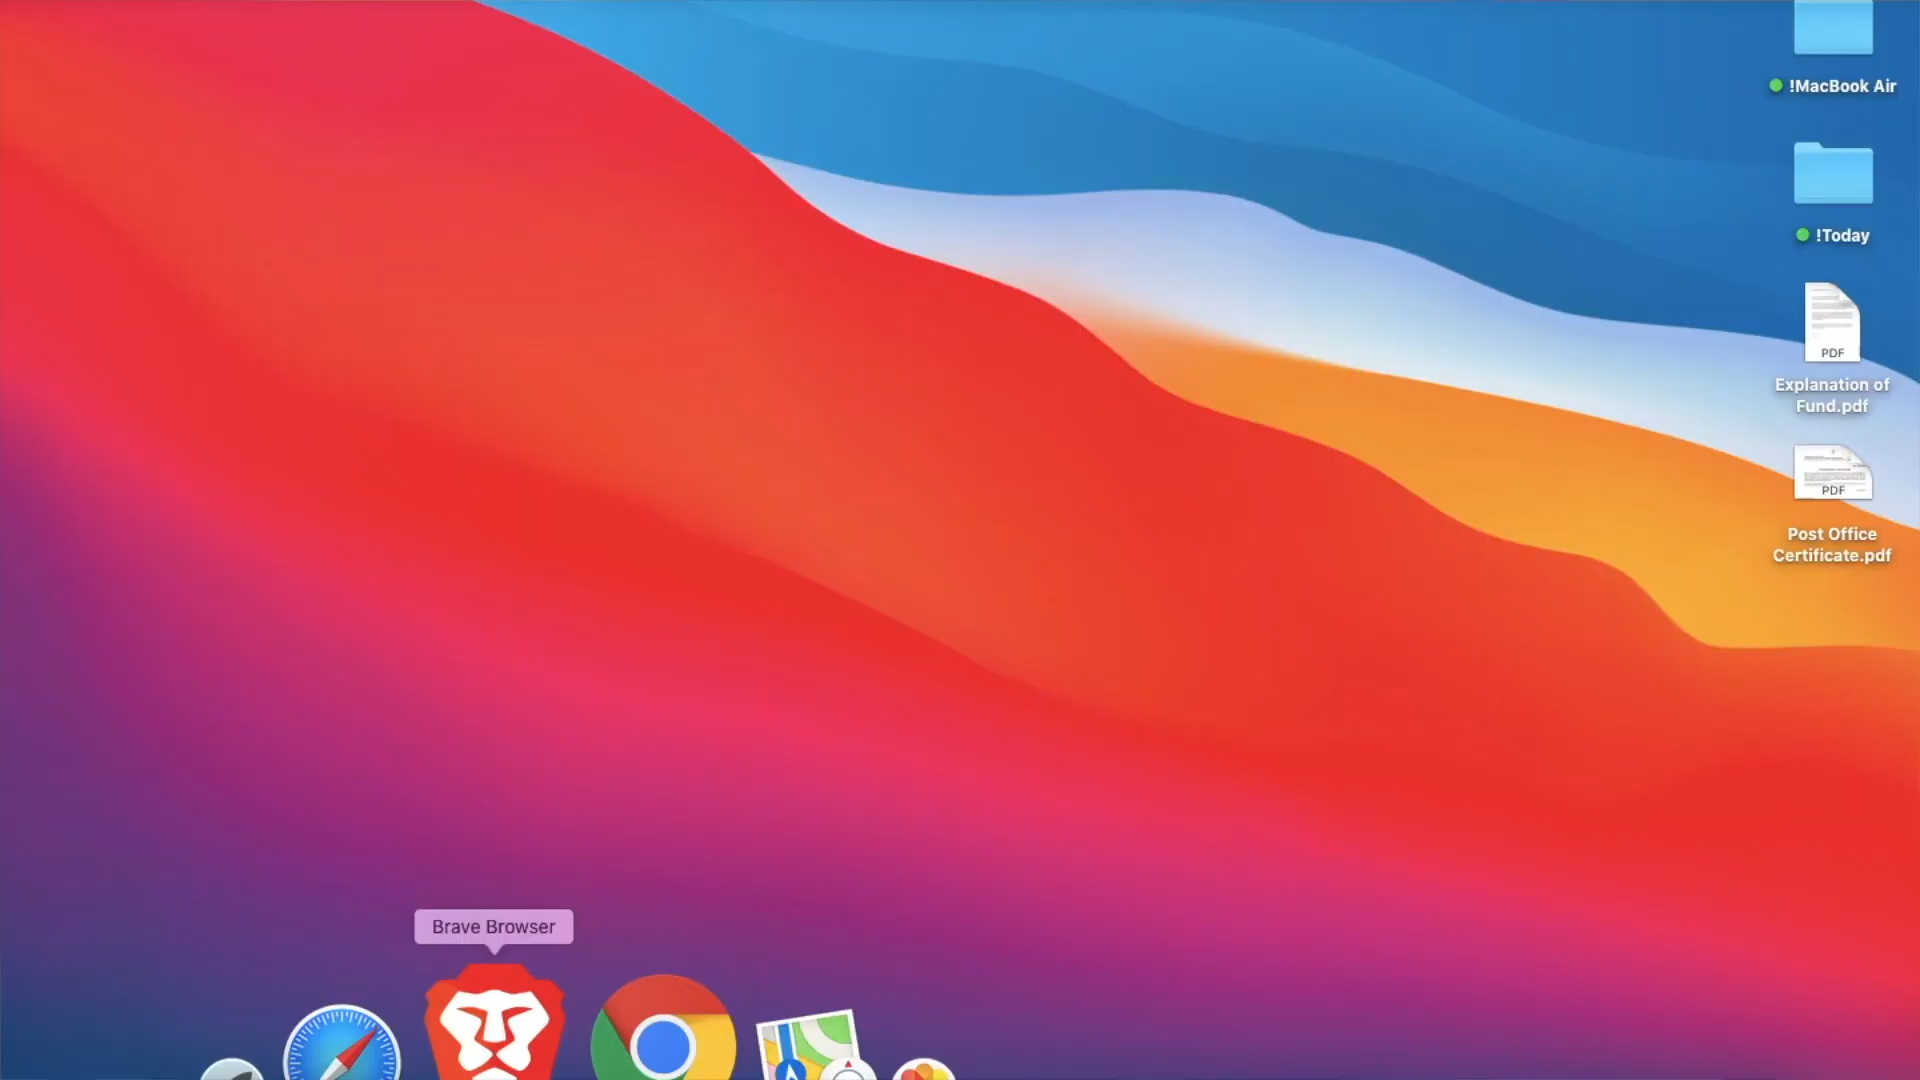 !MacBook Air
!Today
PDF
Explanation of
Fund.pdf
PDF
Post Office
Certificate.pdf
Brave Browser